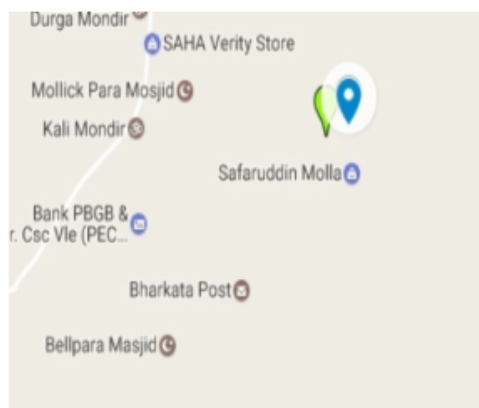 Durga Mondir
SAHA Verity Store
Mollick Para Mosjid
Kali Mondir
Safaruddin Molla
Bank PBGB &
r. Csc Vle (PEC...
Bharkata Post
Bellpara Masjid